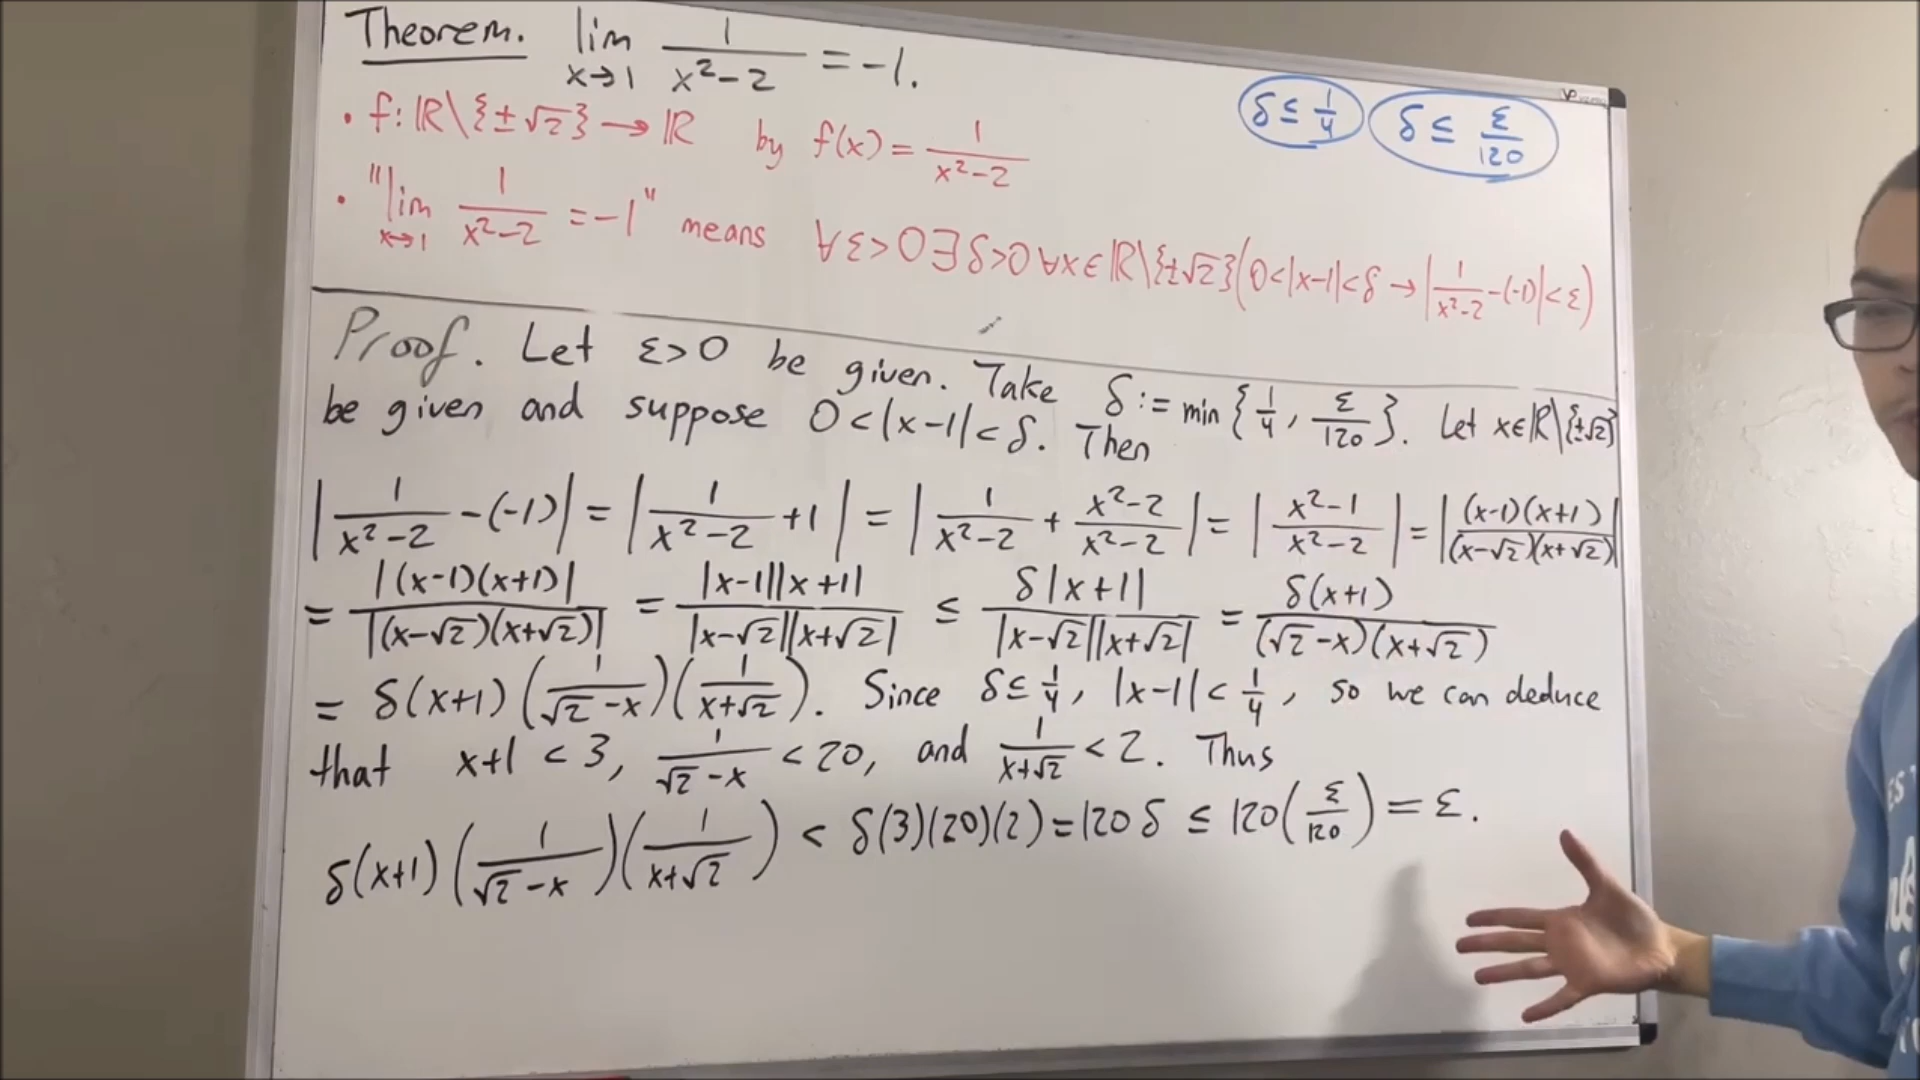 Theorem. lim x→1 1/(x²-2) = -1.
δ ≤ 1/4 δ ≤ ε/120
• f: ℝ\{±√2} → ℝ by f(x) = 1/(x²-2)
• "lim x→1 1/(x²-2) = -1" means ∀ε>0∃δ>0∀x∈ℝ\{±√2}(0<|x-1|<δ → |1/(x²-2) -(-1)|<ε)
Proof. Let ε>0 be given. Take δ := min{1/4, ε/120}. Let x∈ℝ\{±√2}
be given and suppose 0<|x-1|<δ. Then
|1/(x²-2) -(-1)| = |1/(x²-2) +1| = |1/(x²-2) + (x²-2)/(x²-2)| = |(x²-1)/(x²-2)| = |(x-1)(x+1)/((x-√2)(x+√2))|
= |(x-1)(x+1)|/|(x-√2)(x+√2)| = |x-1||x+1|/(|x-√2||x+√2|) ≤ δ|x+1|/(|x-√2||x+√2|) = δ(x+1)/((√2-x)(x+√2))
= δ(x+1)(1/(√2-x))(1/(x+√2)). Since δ≤1/4, |x-1|<1/4, so we can deduce
that x+1 < 3, 1/(√2-x) < 20, and 1/(x+√2) < 2. Thus
δ(x+1)(1/(√2-x))(1/(x+√2)) < δ(3)(20)(2) = 120δ ≤ 120(ε/120) = ε.